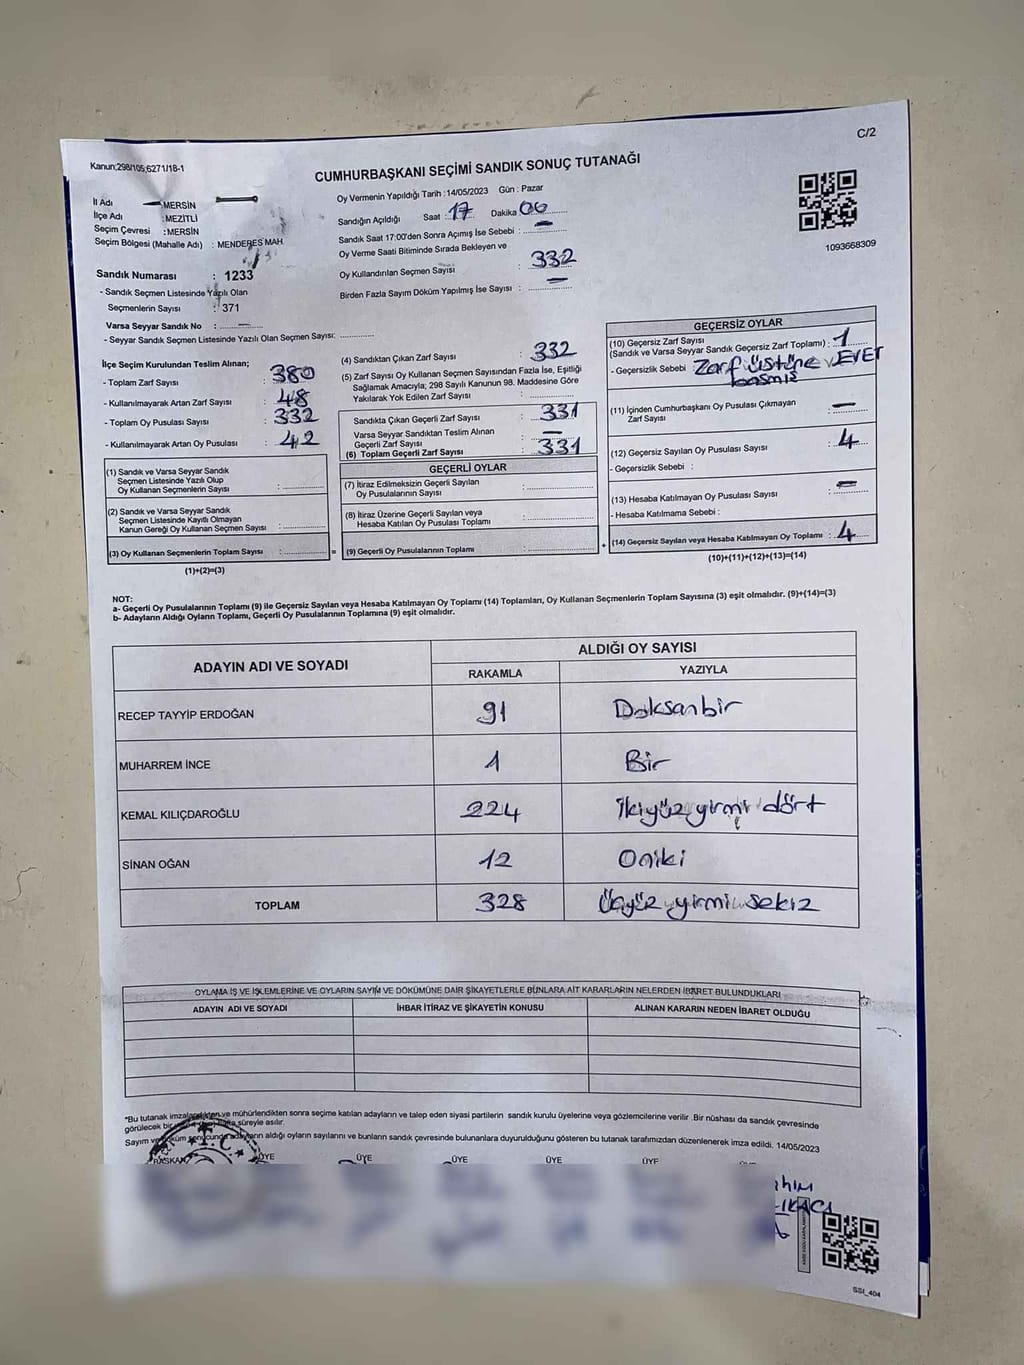 C/2
Kanun;298/105;6271/18-1
CUMHURBAŞKANI SEÇİMİ SANDIK SONUÇ TUTANAĞI
İl Adı MERSİN
İlçe Adı :MEZİTLİ
Seçim Çevresi :MERSİN
Seçim Bölgesi (Mahalle Adı) : MENDERES MAH.
Sandık Numarası : 1233
- Sandık Seçmen Listesinde Yazılı Olan
Seçmenlerin Sayısı : 371
Varsa Seyyar Sandık No : –
- Seyyar Sandık Seçmen Listesinde Yazılı Olan Seçmen Sayısı: ..............
Oy Vermenin Yapıldığı Tarih :14/05/2023 Gün : Pazar
Sandığın Açıldığı Saat : 17 Dakika 06
Sandık Saat 17:00'den Sonra Açımış İse Sebebi : –
Oy Verme Saati Bitiminde Sırada Bekleyen ve
Oy Kullandırılan Seçmen Sayısı : 332
Birden Fazla Sayım Döküm Yapılmış İse Sayısı : –
1093668309
İlçe Seçim Kurulundan Teslim Alınan;
- Toplam Zarf Sayısı : 380
- Kullanılmayarak Artan Zarf Sayısı : 48
- Toplam Oy Pusulası Sayısı : 332
- Kullanılmayarak Artan Oy Pusulası : 42
(1) Sandık ve Varsa Seyyar Sandık
Seçmen Listesinde Yazılı Olup
Oy Kullanan Seçmenlerin Sayısı :
(2) Sandık ve Varsa Seyyar Sandık
Seçmen Listesinde Kayıtlı Olmayan
Kanun Gereği Oy Kullanan Seçmen Sayısı :
(3) Oy Kullanan Seçmenlerin Toplam Sayısı : =
(1)+(2)=(3)
(4) Sandıktan Çıkan Zarf Sayısı : 332
(5) Zarf Sayısı Oy Kullanan Seçmen Sayısından Fazla İse, Eşitliği
Sağlamak Amacıyla; 298 Sayılı Kanunun 98. Maddesine Göre
Yakılarak Yok Edilen Zarf Sayısı :
Sandıkta Çıkan Geçerli Zarf Sayısı : 331
Varsa Seyyar Sandıktan Teslim Alınan
Geçerli Zarf Sayısı : –
(6) Toplam Geçerli Zarf Sayısı : 331
GEÇERLİ OYLAR
(7) İtiraz Edilmeksizin Geçerli Sayılan
Oy Pusulalarının Sayısı :
(8) İtiraz Üzerine Geçerli Sayılan veya
Hesaba Katılan Oy Pusulası Toplamı :
(9) Geçerli Oy Pusulalarının Toplamı : +
GEÇERSİZ OYLAR
(10) Geçersiz Zarf Sayısı
(Sandık ve Varsa Seyyar Sandık Geçersiz Zarf Toplamı) : 1
- Geçersizlik Sebebi : Zarf üstüne EVET
basmış
(11) İçinden Cumhurbaşkanı Oy Pusulası Çıkmayan
Zarf Sayısı : –
(12) Geçersiz Sayılan Oy Pusulası Sayısı : 4
- Geçersizlik Sebebi :
(13) Hesaba Katılmayan Oy Pusulası Sayısı : –
- Hesaba Katılmama Sebebi :
(14) Geçersiz Sayılan veya Hesaba Katılmayan Oy Toplamı : 4
(10)+(11)+(12)+(13)=(14)
NOT:
a- Geçerli Oy Pusulalarının Toplamı (9) ile Geçersiz Sayılan veya Hesaba Katılmayan Oy Toplamı (14) Toplamları, Oy Kullanan Seçmenlerin Toplam Sayısına (3) eşit olmalıdır. (9)+(14)=(3)
b- Adayların Aldığı Oyların Toplamı, Geçerli Oy Pusulalarının Toplamına (9) eşit olmalıdır.
ADAYIN ADI VE SOYADI ALDIĞI OY SAYISI
RAKAMLA YAZIYLA
RECEP TAYYİP ERDOĞAN 91 Doksanbir
MUHARREM İNCE 1 Bir
KEMAL KILIÇDAROĞLU 224 İkiyüz yirmi dört
SİNAN OĞAN 12 Oniki
TOPLAM 328 Üçyüz yirmi sekiz
OYLAMA İŞ VE İŞLEMLERİNE VE OYLARIN SAYIM VE DÖKÜMÜNE DAİR ŞİKAYETLERLE BUNLARA AİT KARARLARIN NELERDEN İBARET BULUNDUKLARI
ADAYIN ADI VE SOYADI İHBAR İTİRAZ VE ŞİKAYETİN KONUSU ALINAN KARARIN NEDEN İBARET OLDUĞU
*Bu tutanak imzalandıktan ve mühürlendikten sonra seçime katılan adayların ve talep eden siyasi partilerin sandık kurulu üyelerine veya gözlemcilerine verilir .Bir nüshası da sandık çevresinde
görülecek bir süreyle asılır.
Sayım ve döküm sonucunda adayların aldığı oyların sayılarını ve bunların sandık çevresinde bulunanlara duyurulduğunu gösteren bu tutanak tarafımızdan düzenlenerek imza edildi. 14/05/2023
T.C.
BAŞKAN ÜYE ÜYE ÜYE ÜYE ÜYE
SSİ_404